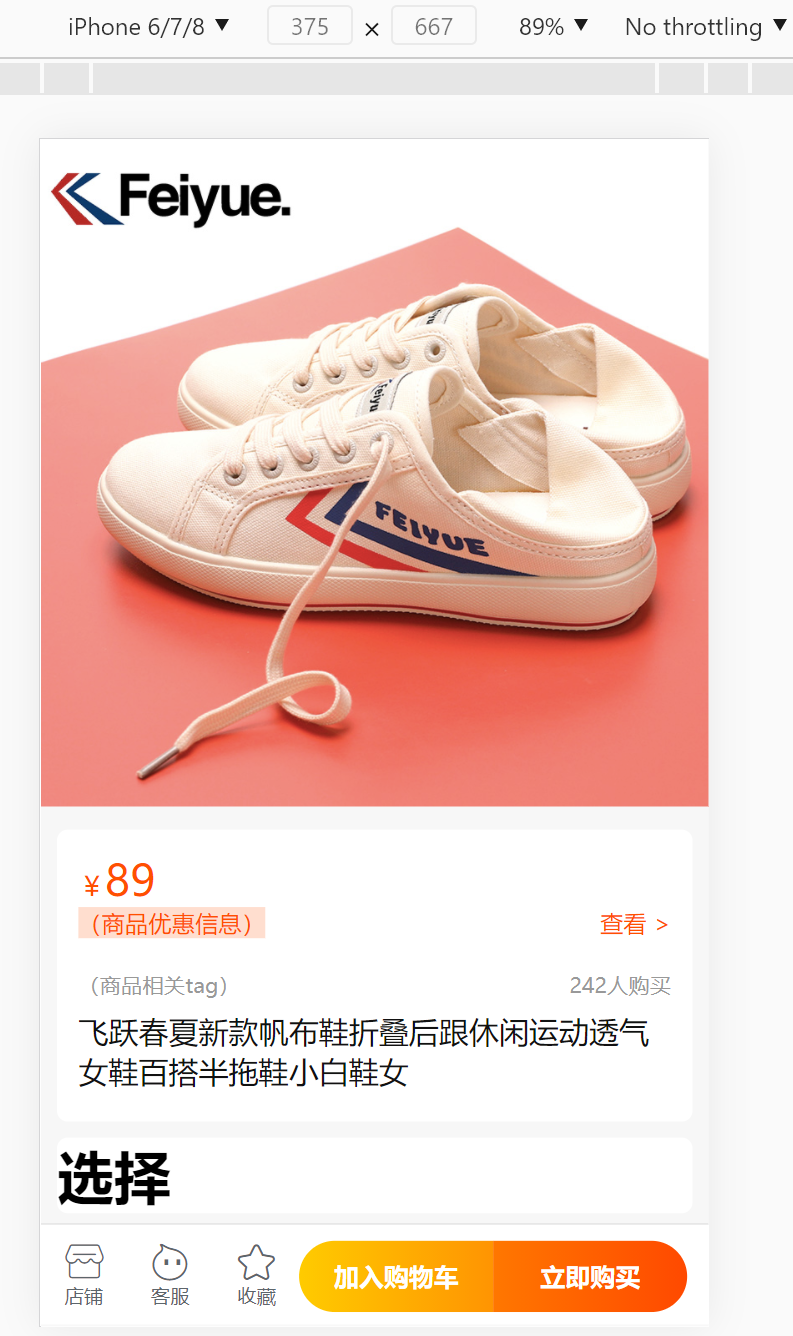 iPhone 6/7/8 ▼ 375 × 667 89% ▼ No throttling ▼
Feiyue.
Feiyu
Feiyu
FEIYUE
¥89
（商品优惠信息） 查看 >
（商品相关tag） 242人购买
飞跃春夏新款帆布鞋折叠后跟休闲运动透气
女鞋百搭半拖鞋小白鞋女
选择
店铺 客服 收藏 加入购物车 立即购买